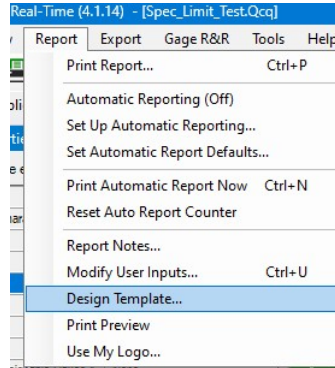 Real-Time (4.1.14) - [Spec_Limit_Test.Qcq]
Report Export Gage R&R Tools Help
Print Report... Ctrl+P
Automatic Reporting (Off)
Set Up Automatic Reporting...
Set Automatic Report Defaults...
Print Automatic Report Now Ctrl+N
Reset Auto Report Counter
Report Notes...
Modify User Inputs... Ctrl+U
Design Template...
Print Preview
Use My Logo...